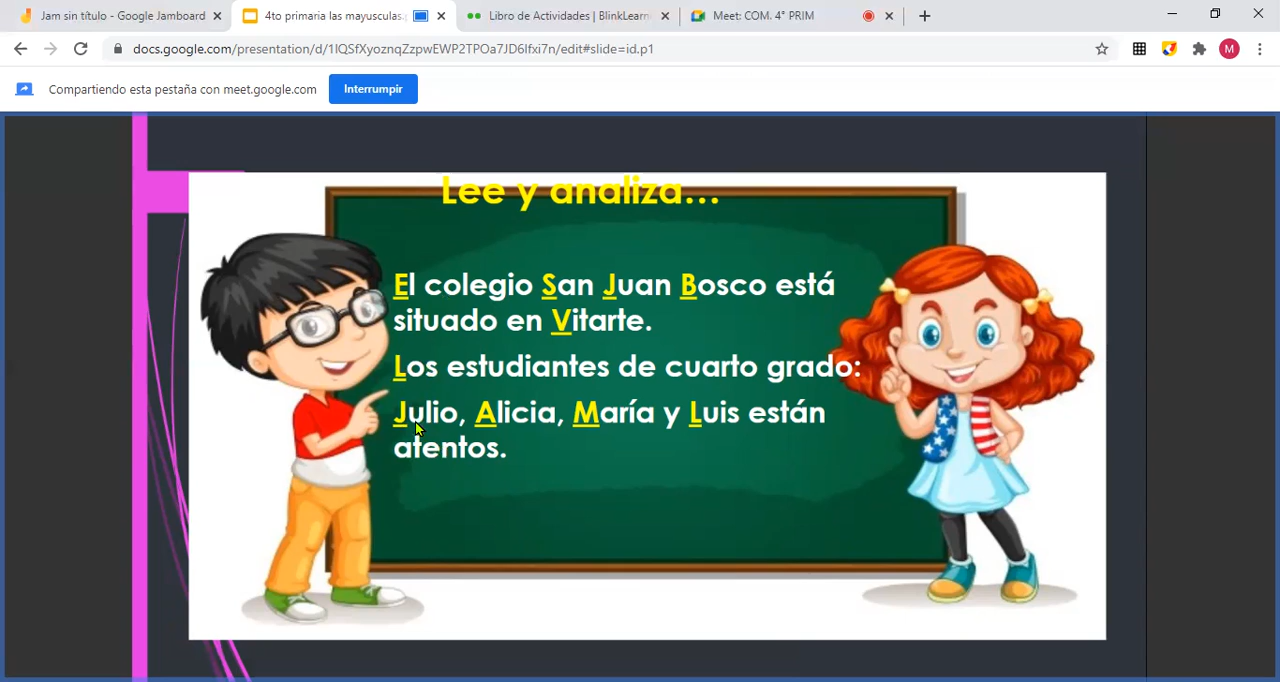 Jam sin título - Google Jamboard
4to primaria las mayusculas.
Libro de Actividades | BlinkLearn
Meet: COM. 4° PRIM
docs.google.com/presentation/d/1IQSfXyoznqZzpwEWP2TPOa7JD6Ifxi7n/edit#slide=id.p1
M
Compartiendo esta pestaña con meet.google.com
Interrumpir
Lee y analiza...
El colegio San Juan Bosco está
situado en Vitarte.
Los estudiantes de cuarto grado:
Julio, Alicia, María y Luis están
atentos.